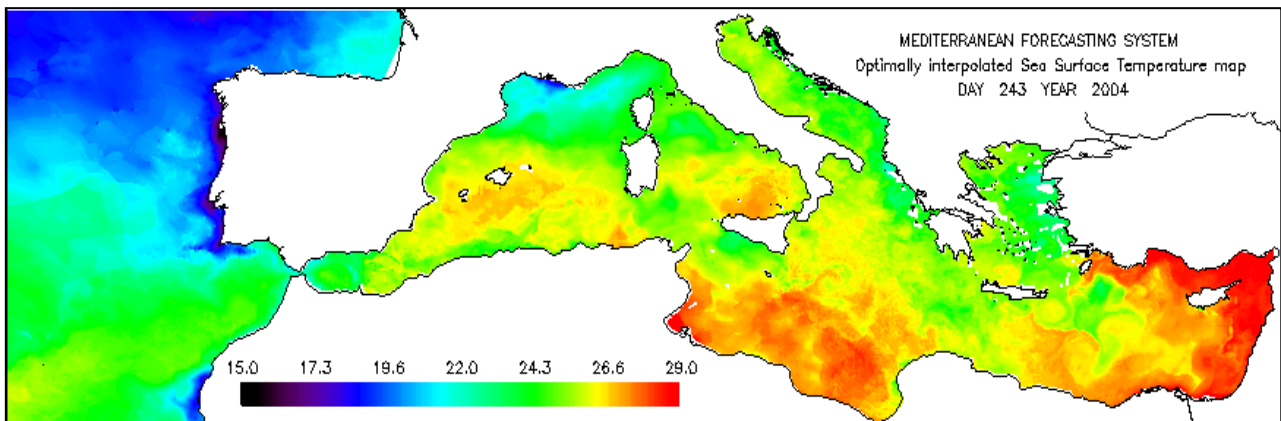 MEDITERRANEAN FORECASTING SYSTEM
Optimally interpolated Sea Surface Temperature map
DAY 243 YEAR 2004
15.0 17.3 19.6 22.0 24.3 26.6 29.0